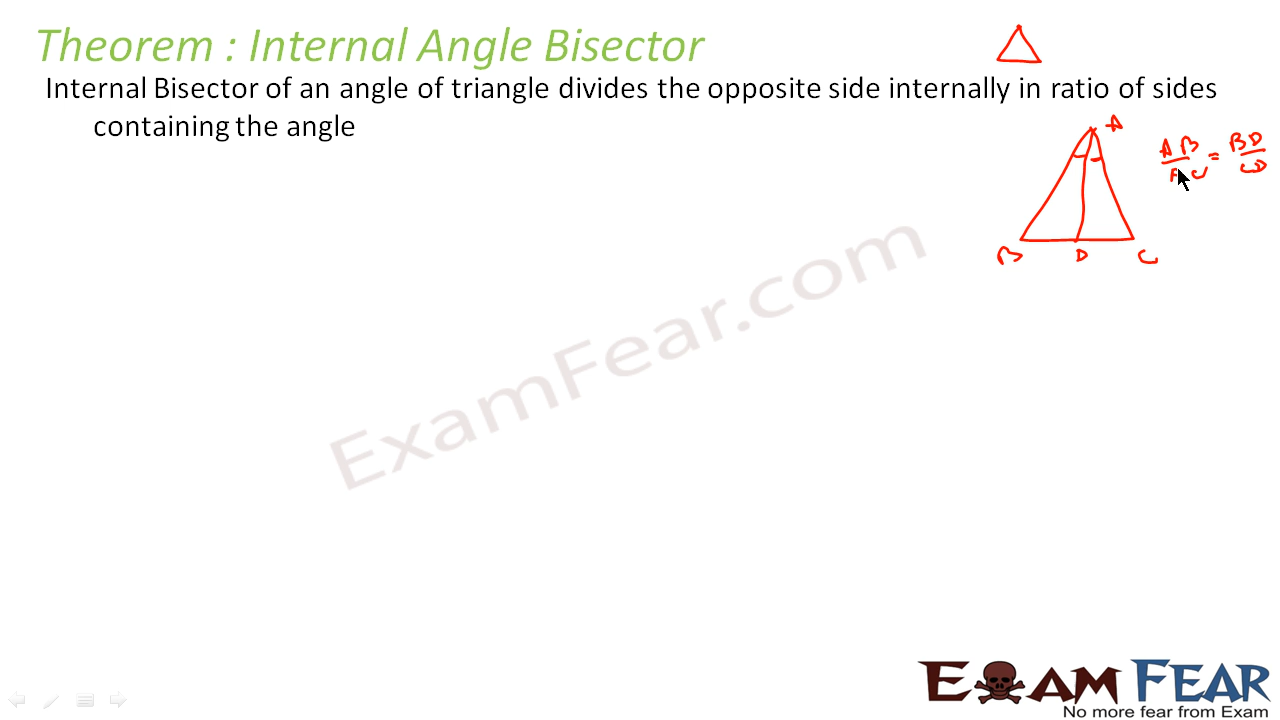 Theorem : Internal Angle Bisector
Internal Bisector of an angle of triangle divides the opposite side internally in ratio of sides
containing the angle
A
AB/AC = BD/CD
B D C
ExamFear.com
EXAM FEAR
No more fear from Exam